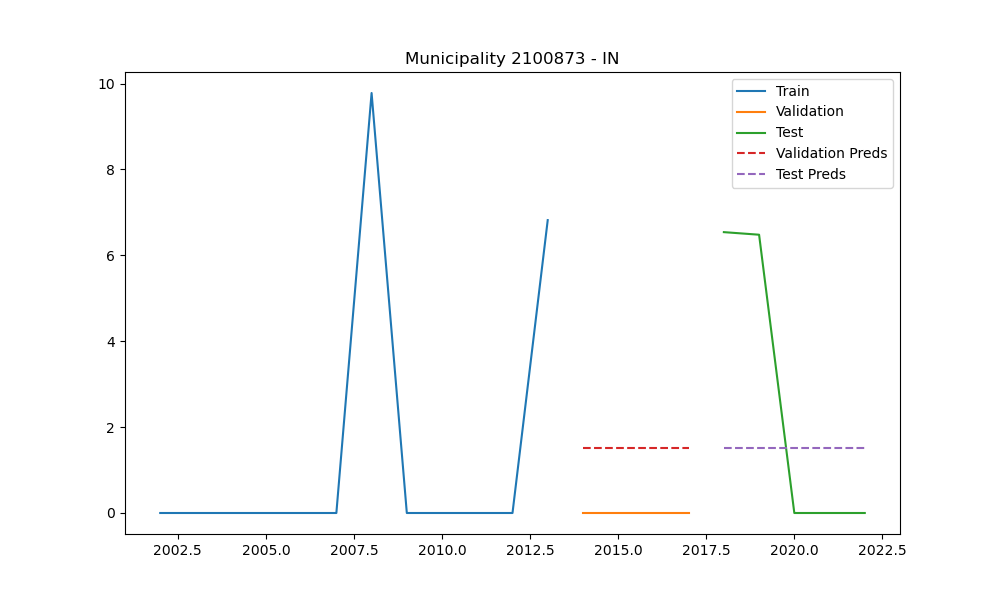 Municipality 2100873 - IN
10
8
6
4
2
0
Train
Validation
Test
Validation Preds
Test Preds
2002.5 2005.0 2007.5 2010.0 2012.5 2015.0 2017.5 2020.0 2022.5